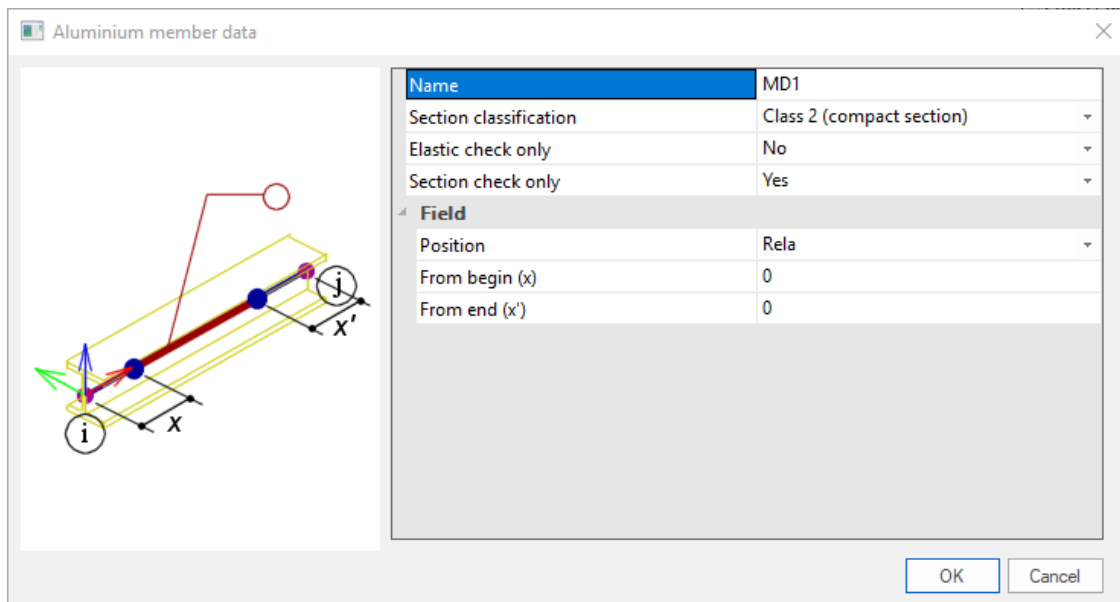 Aluminium member data
Name MD1
Section classification Class 2 (compact section)
Elastic check only No
Section check only Yes
Field
Position Rela
From begin (x) 0
From end (x') 0
j
x'
x
i
OK Cancel